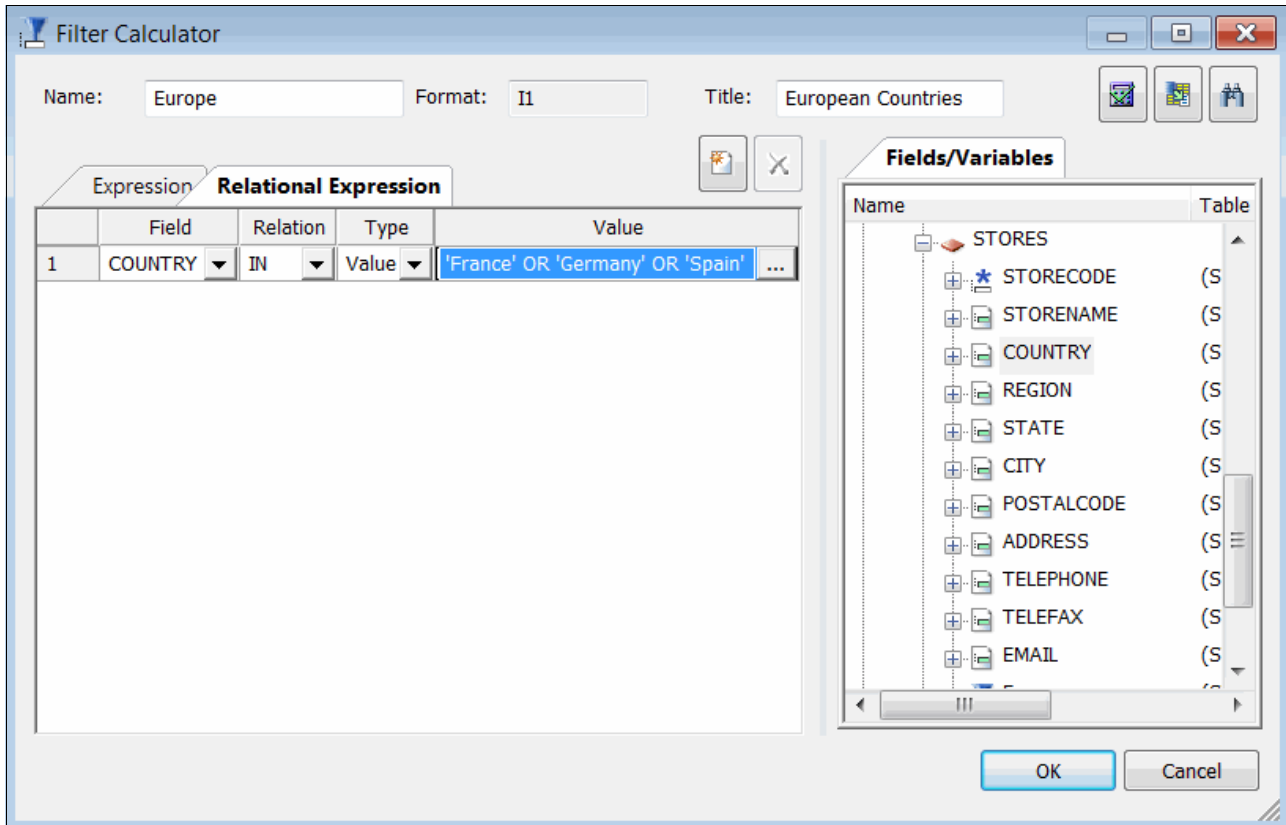 Filter Calculator
Name: Europe Format: I1 Title: European Countries
Expression Relational Expression
Field Relation Type Value
1 COUNTRY IN Value 'France' OR 'Germany' OR 'Spain' ...
Fields/Variables
Name Table
STORES
STORECODE (S
STORENAME (S
COUNTRY (S
REGION (S
STATE (S
CITY (S
POSTALCODE (S
ADDRESS (S
TELEPHONE (S
TELEFAX (S
EMAIL (S
OK Cancel